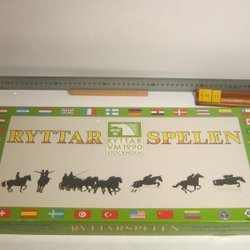 RYTTAR SPELEN
RYTTAR
VM 1990
STOCKHOLM
RYTTARSPELEN